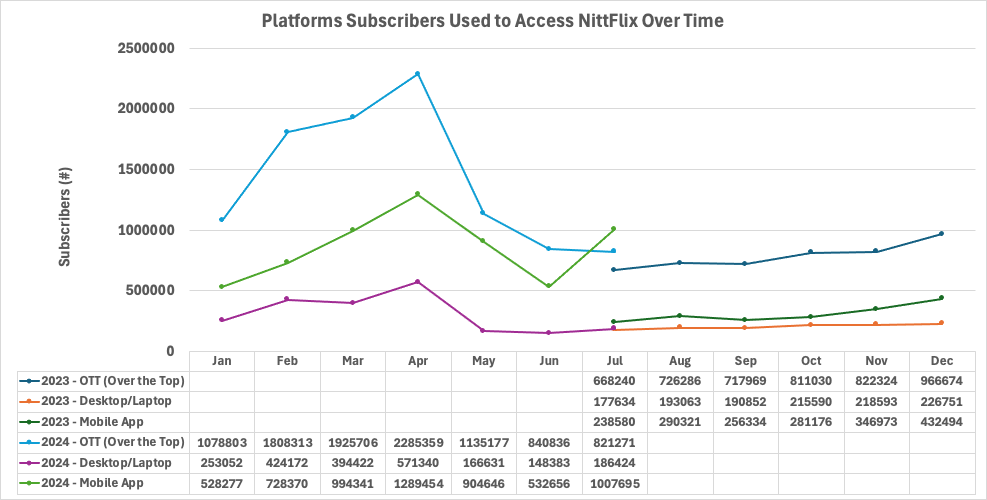 Platforms Subscribers Used to Access NittFlix Over Time
2500000
2000000
1500000
1000000
500000
0
Subscribers (#)
Jan Feb Mar Apr May Jun Jul Aug Sep Oct Nov Dec
2023 - OTT (Over the Top) 668240 726286 717969 811030 822324 966674
2023 - Desktop/Laptop 177634 193063 190852 215590 218593 226751
2023 - Mobile App 238580 290321 256334 281176 346973 432494
2024 - OTT (Over the Top) 1078803 1808313 1925706 2285359 1135177 840836 821271
2024 - Desktop/Laptop 253052 424172 394422 571340 166631 148383 186424
2024 - Mobile App 528277 728370 994341 1289454 904646 532656 1007695